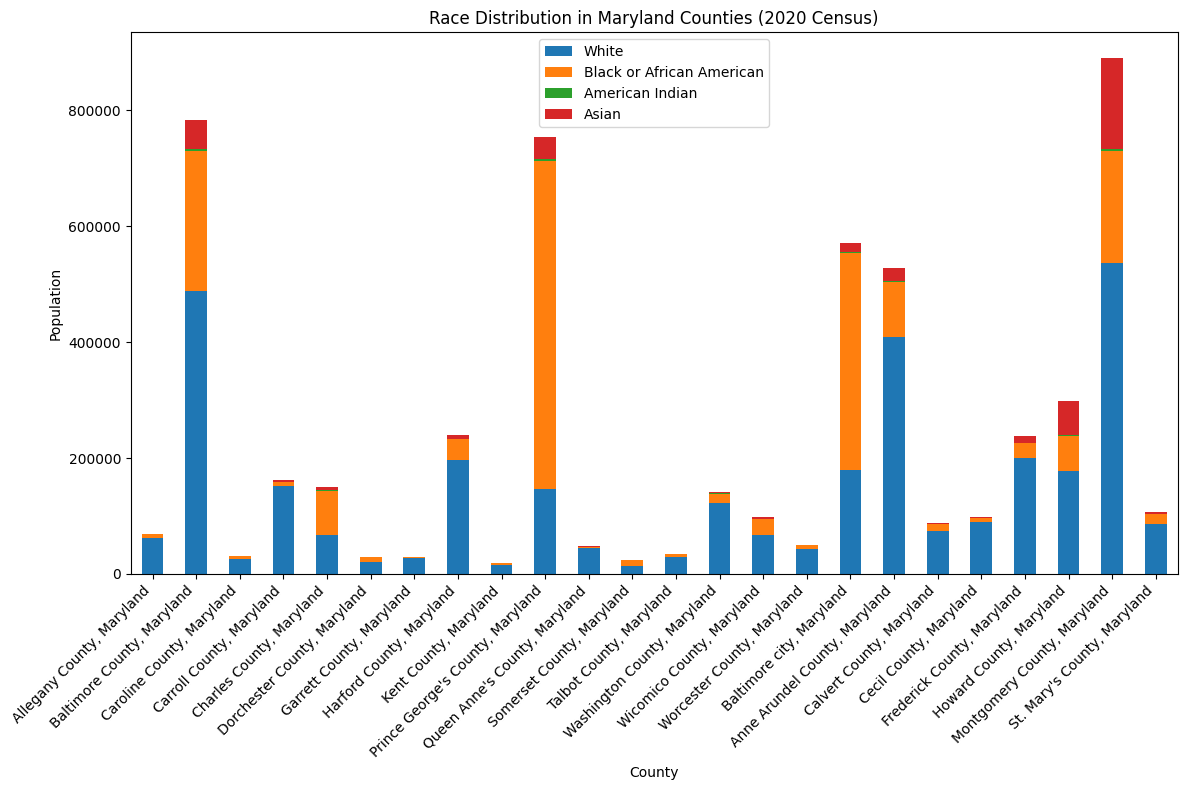 Race Distribution in Maryland Counties (2020 Census)
White
Black or African American
American Indian
Asian
Population
800000
600000
400000
200000
0
Allegany County, Maryland
Baltimore County, Maryland
Caroline County, Maryland
Carroll County, Maryland
Charles County, Maryland
Dorchester County, Maryland
Garrett County, Maryland
Harford County, Maryland
Kent County, Maryland
Prince George's County, Maryland
Queen Anne's County, Maryland
Somerset County, Maryland
Talbot County, Maryland
Washington County, Maryland
Wicomico County, Maryland
Worcester County, Maryland
Baltimore city, Maryland
Anne Arundel County, Maryland
Calvert County, Maryland
Cecil County, Maryland
Frederick County, Maryland
Howard County, Maryland
Montgomery County, Maryland
St. Mary's County, Maryland
County